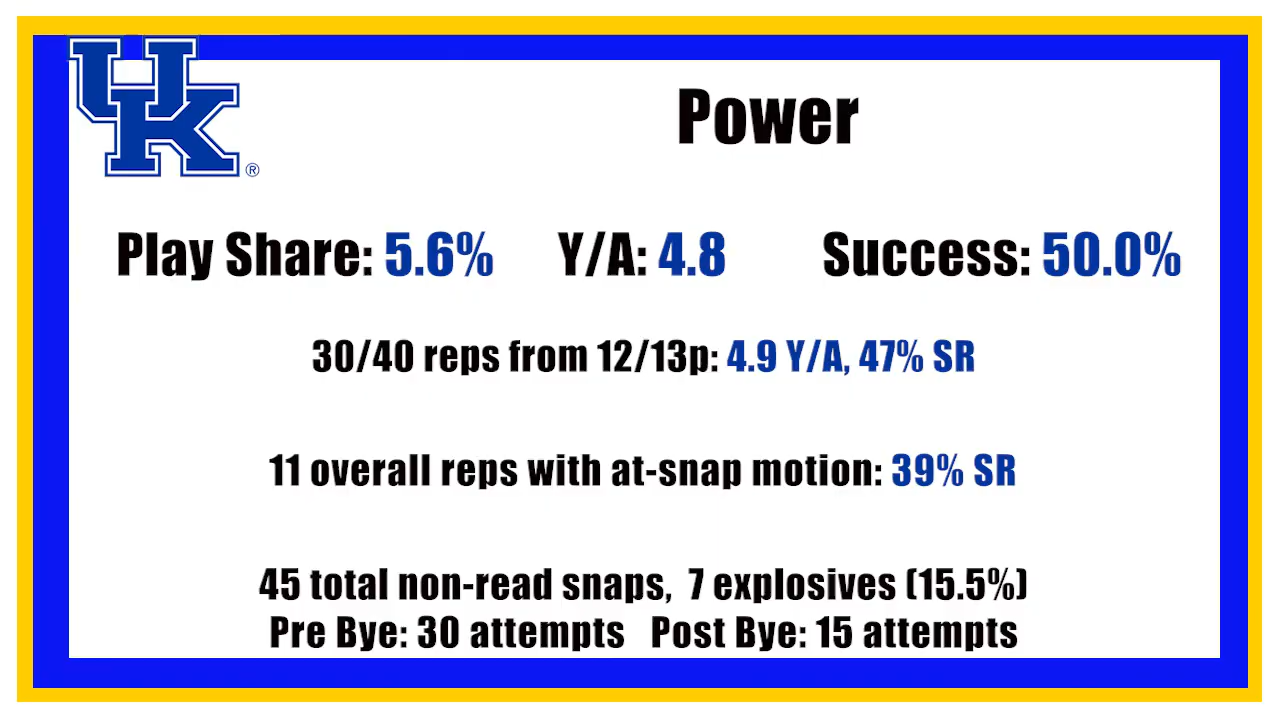 UK®
Power
Play Share: 5.6% Y/A: 4.8 Success: 50.0%
30/40 reps from 12/13p: 4.9 Y/A, 47% SR
11 overall reps with at-snap motion: 39% SR
45 total non-read snaps, 7 explosives (15.5%)
Pre Bye: 30 attempts Post Bye: 15 attempts